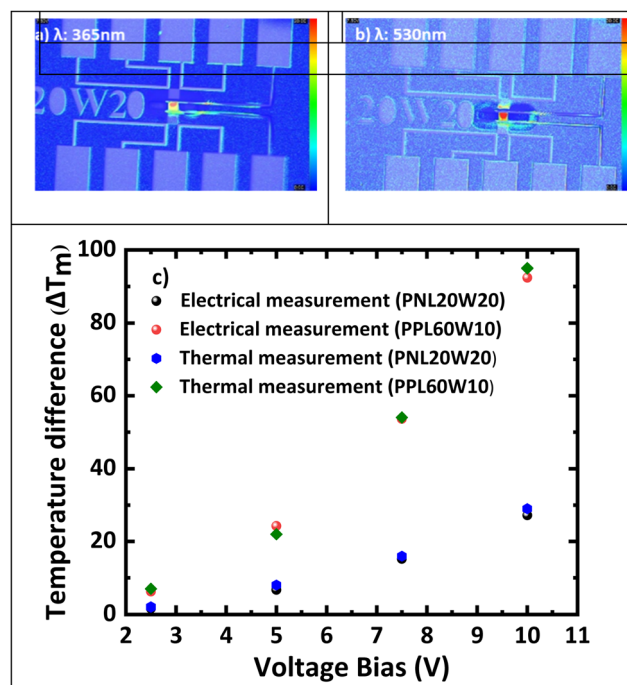 a) λ: 365nm
b) λ: 530nm
20W20
20W20
100
80
60
40
20
0
c)
Electrical measurement (PNL20W20)
Electrical measurement (PPL60W10)
Thermal measurement (PNL20W20)
Thermal measurement (PPL60W10)
Temperature difference (ΔTm)
2 3 4 5 6 7 8 9 10 11
Voltage Bias (V)